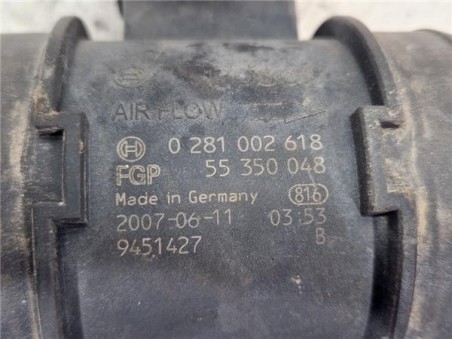 AIR FLOW
0 281 002 618
FGP 55 350 048
Made in Germany 816
2007-06-11 03:53
9451427 B